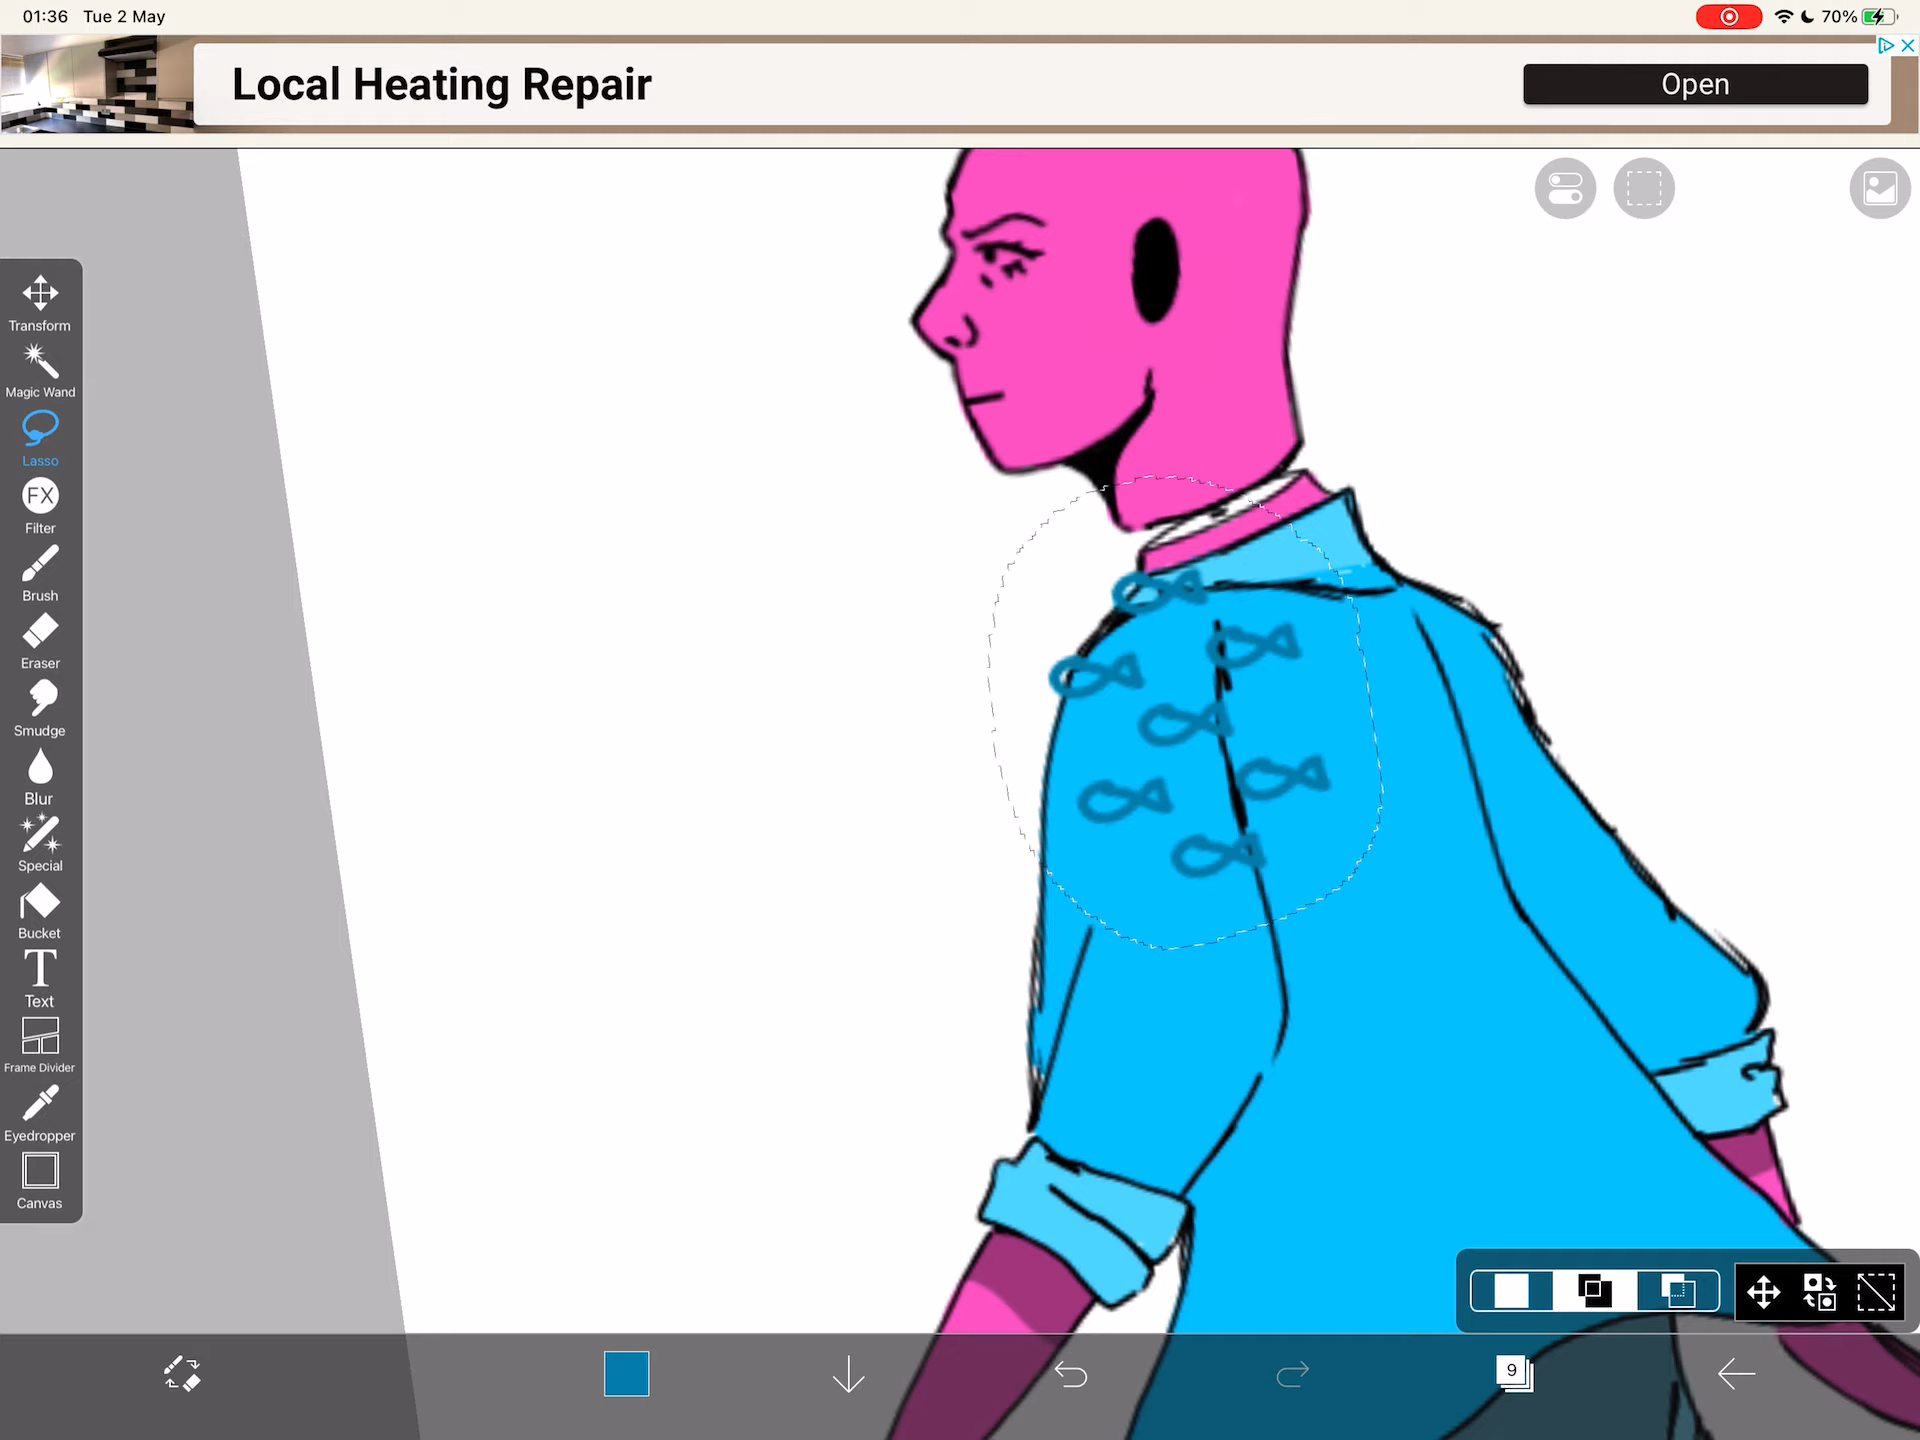 01:36 Tue 2 May
70%
Local Heating Repair
Open
Transform
Magic Wand
Lasso
FX
Filter
Brush
Eraser
Smudge
Blur
Special
Bucket
T
Text
Frame Divider
Eyedropper
Canvas
9